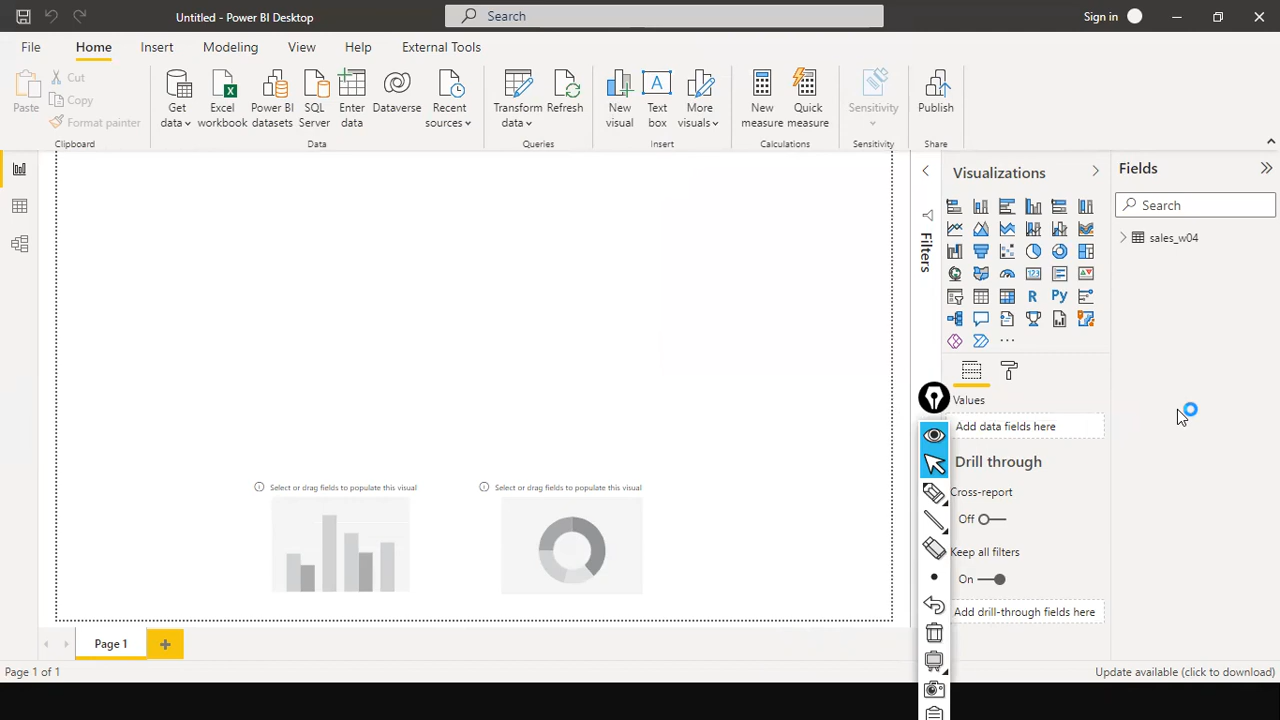 Untitled - Power BI Desktop
Search
Sign in
File
Home
Insert
Modeling
View
Help
External Tools
Paste
Cut
Copy
Format painter
Clipboard
Get data
Excel workbook
Power BI datasets
SQL Server
Enter data
Dataverse
Recent sources
Data
Transform data
Refresh
Queries
New visual
Text box
More visuals
Insert
New measure
Quick measure
Calculations
Sensitivity
Sensitivity
Publish
Share
Select or drag fields to populate this visual
Select or drag fields to populate this visual
Filters
Visualizations
R
Py
123
Values
Add data fields here
Drill through
Cross-report
Off
Keep all filters
On
Add drill-through fields here
Fields
Search
sales_w04
Page 1
Page 1 of 1
Update available (click to download)